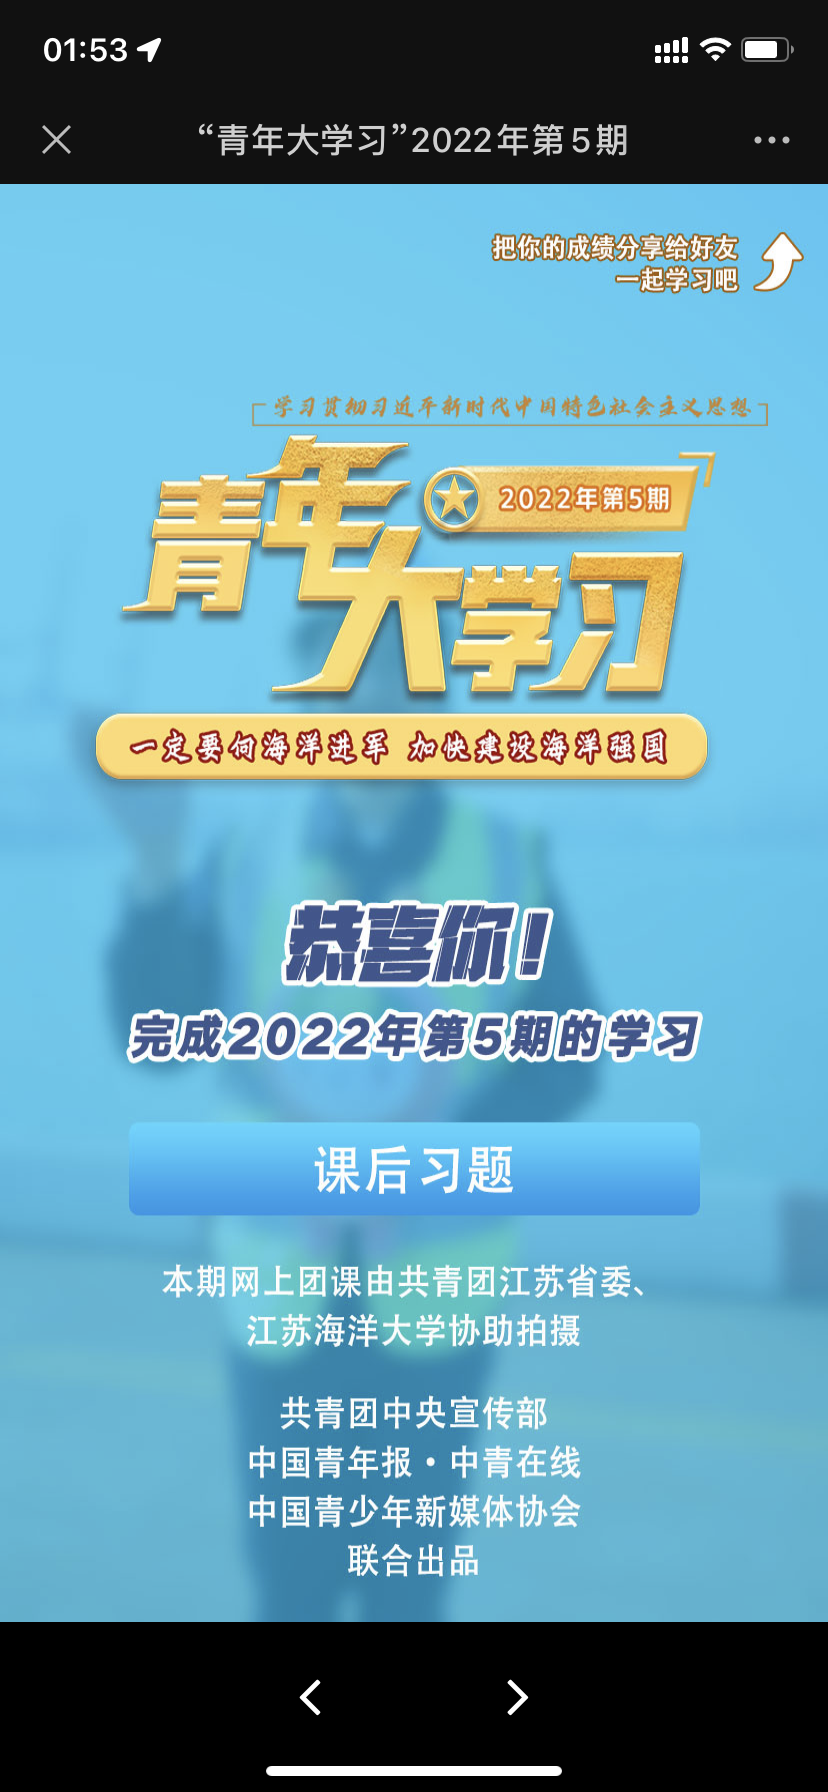 01:53
“青年大学习”2022年第5期
把你的成绩分享给好友
一起学习吧
学习贯彻习近平新时代中国特色社会主义思想
青年大学习
2022年第5期
一定要向海洋进军 加快建设海洋强国
恭喜你!
完成2022年第5期的学习
课后习题
本期网上团课由共青团江苏省委、
江苏海洋大学协助拍摄
共青团中央宣传部
中国青年报·中青在线
中国青少年新媒体协会
联合出品